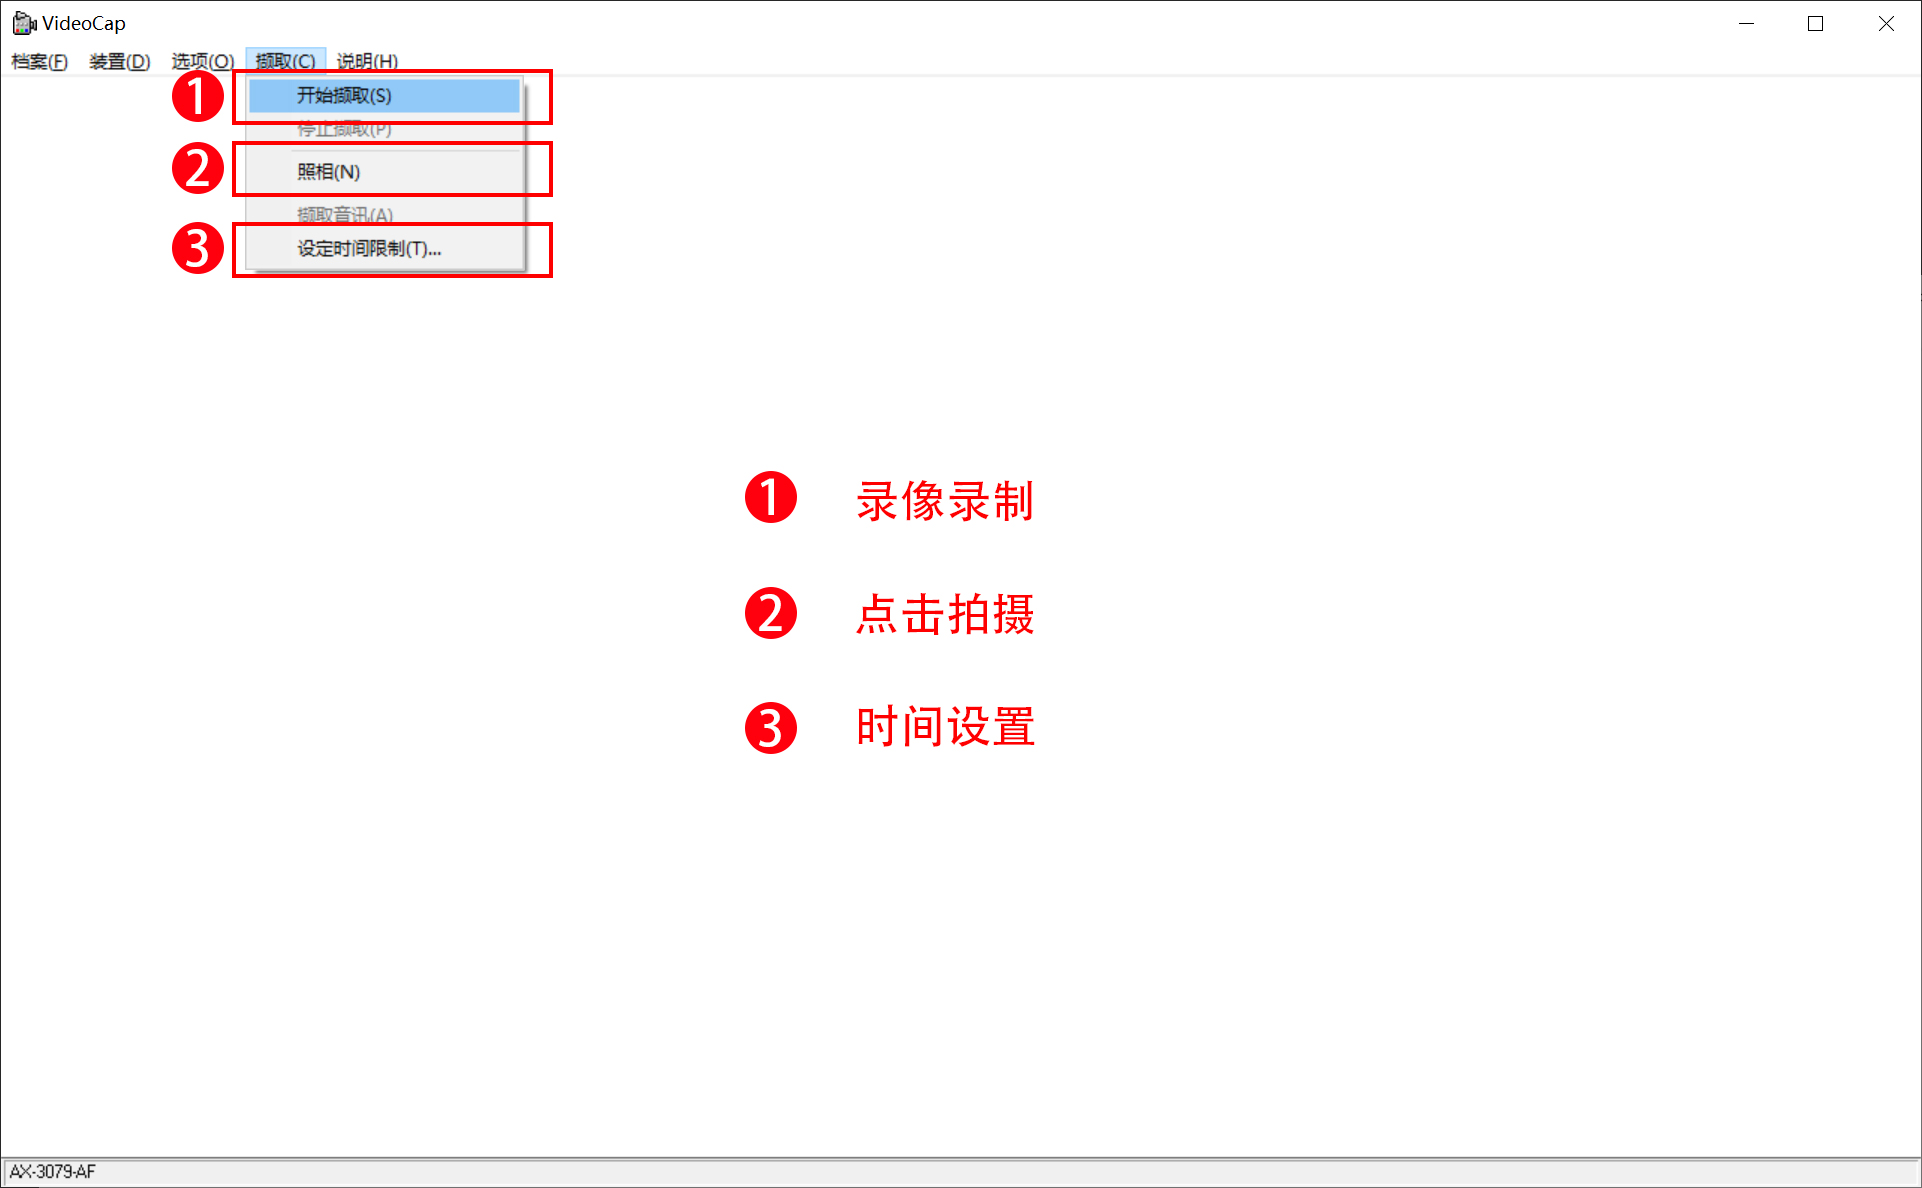 VideoCap
档案(F) 装置(D) 选项(O) 撷取(C) 说明(H)
1 开始撷取(S)
停止撷取(P)
2 照相(N)
撷取音讯(A)
3 设定时间限制(T)...
1 录像录制
2 点击拍摄
3 时间设置
AX-3079-AF